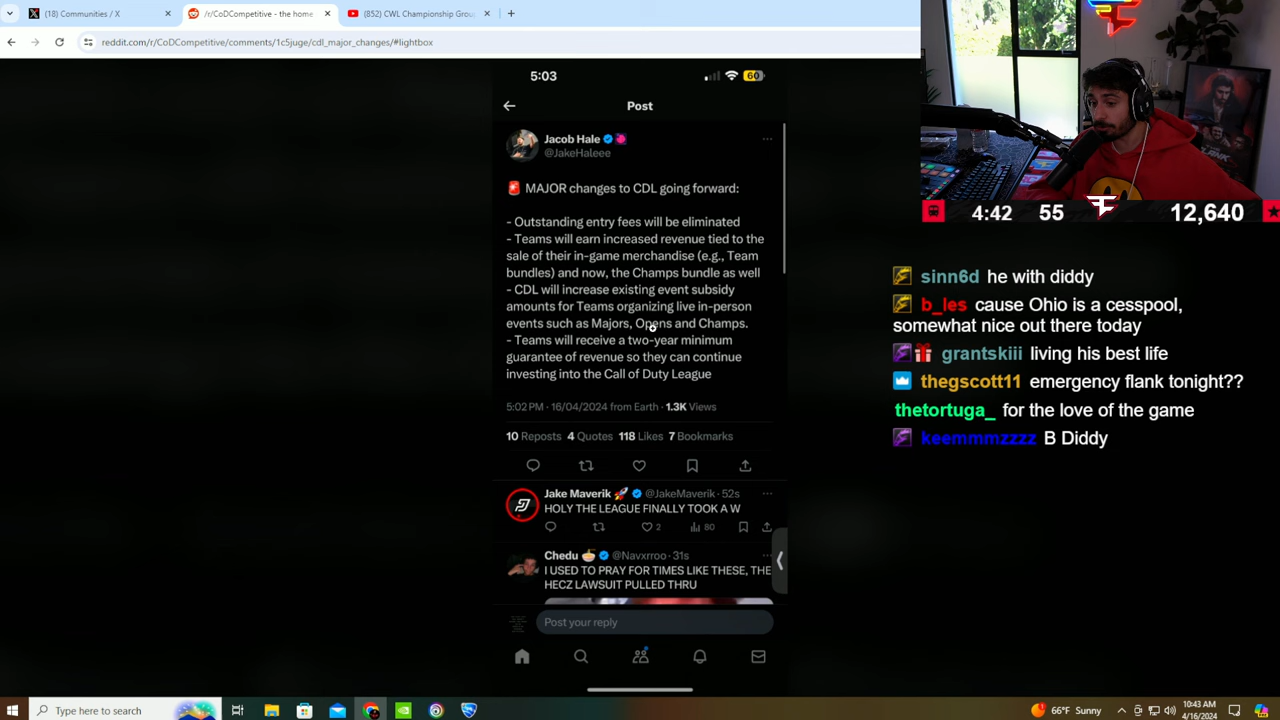 (18) Communities / X
/r/CoDCompetitive - the home
(852) CWL Championship Grou
reddit.com/r/CoDCompetitive/comments/1c5juge/cdl_major_changes/#lightbox
5:03
60
Post
Jacob Hale
@JakeHaleee
🚨 MAJOR changes to CDL going forward:
- Outstanding entry fees will be eliminated
- Teams will earn increased revenue tied to the
sale of their in-game merchandise (e.g., Team
bundles) and now, the Champs bundle as well
- CDL will increase existing event subsidy
amounts for Teams organizing live in-person
events such as Majors, Opens and Champs.
- Teams will receive a two-year minimum
guarantee of revenue so they can continue
investing into the Call of Duty League
5:02 PM · 16/04/2024 from Earth · 1.3K Views
10 Reposts 4 Quotes 118 Likes 7 Bookmarks
Jake Maverik 🚀 @JakeMaverik · 52s
HOLY THE LEAGUE FINALLY TOOK A W
2
80
Chedu 🍜 @Navxrroo · 31s
I USED TO PRAY FOR TIMES LIKE THESE, THE
HECZ LAWSUIT PULLED THRU
Post your reply
4:42 55 12,640
sinn6d he with diddy
b_les cause Ohio is a cesspool,
somewhat nice out there today
grantskiii living his best life
thegscott11 emergency flank tonight??
thetortuga_ for the love of the game
keemmmzzzz B Diddy
Type here to search
66°F Sunny
10:43 AM
4/16/2024